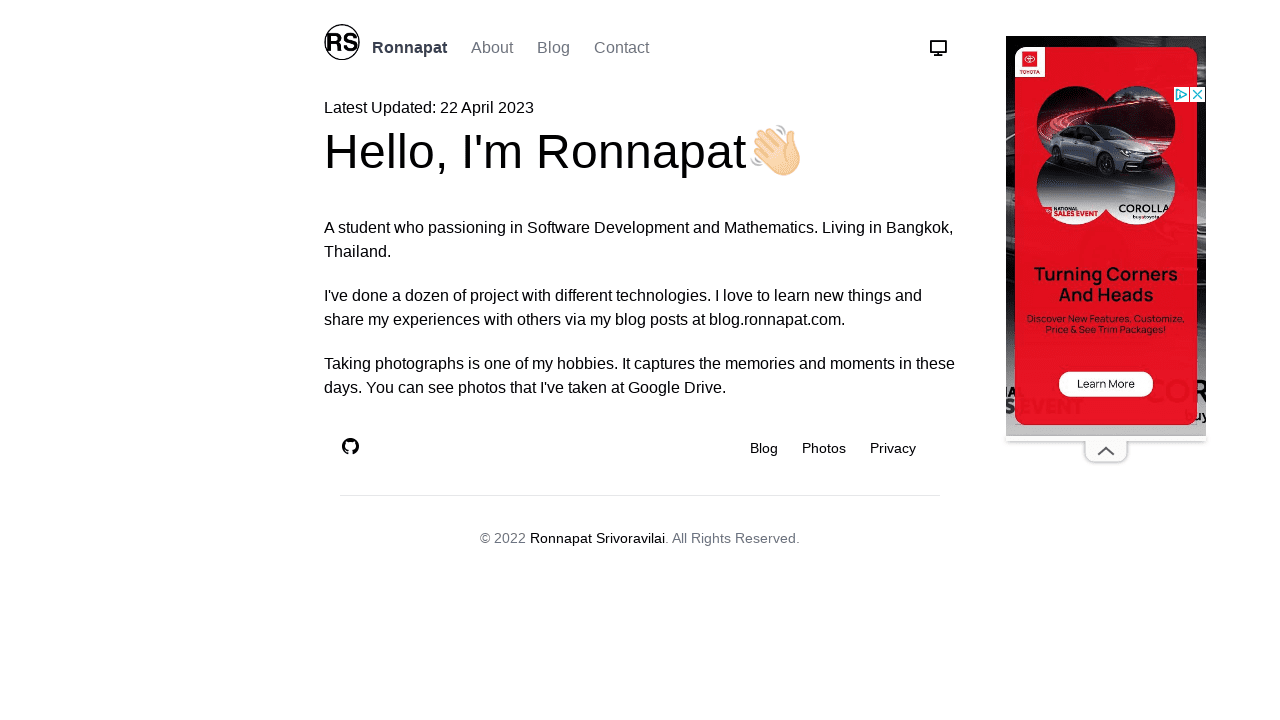 RS
Ronnapat About Blog Contact
Latest Updated: 22 April 2023
Hello, I'm Ronnapat👋🏻
A student who passioning in Software Development and Mathematics. Living in Bangkok,
Thailand.
I've done a dozen of project with different technologies. I love to learn new things and
share my experiences with others via my blog posts at blog.ronnapat.com.
Taking photographs is one of my hobbies. It captures the memories and moments in these
days. You can see photos that I've taken at Google Drive.
Blog Photos Privacy
© 2022 Ronnapat Srivoravilai. All Rights Reserved.
TOYOTA
NATIONAL
SALES EVENT
COROLLA
buyatoyota
Turning Corners
And Heads
Discover New Features, Customize,
Price & See Trim Packages!
Learn More